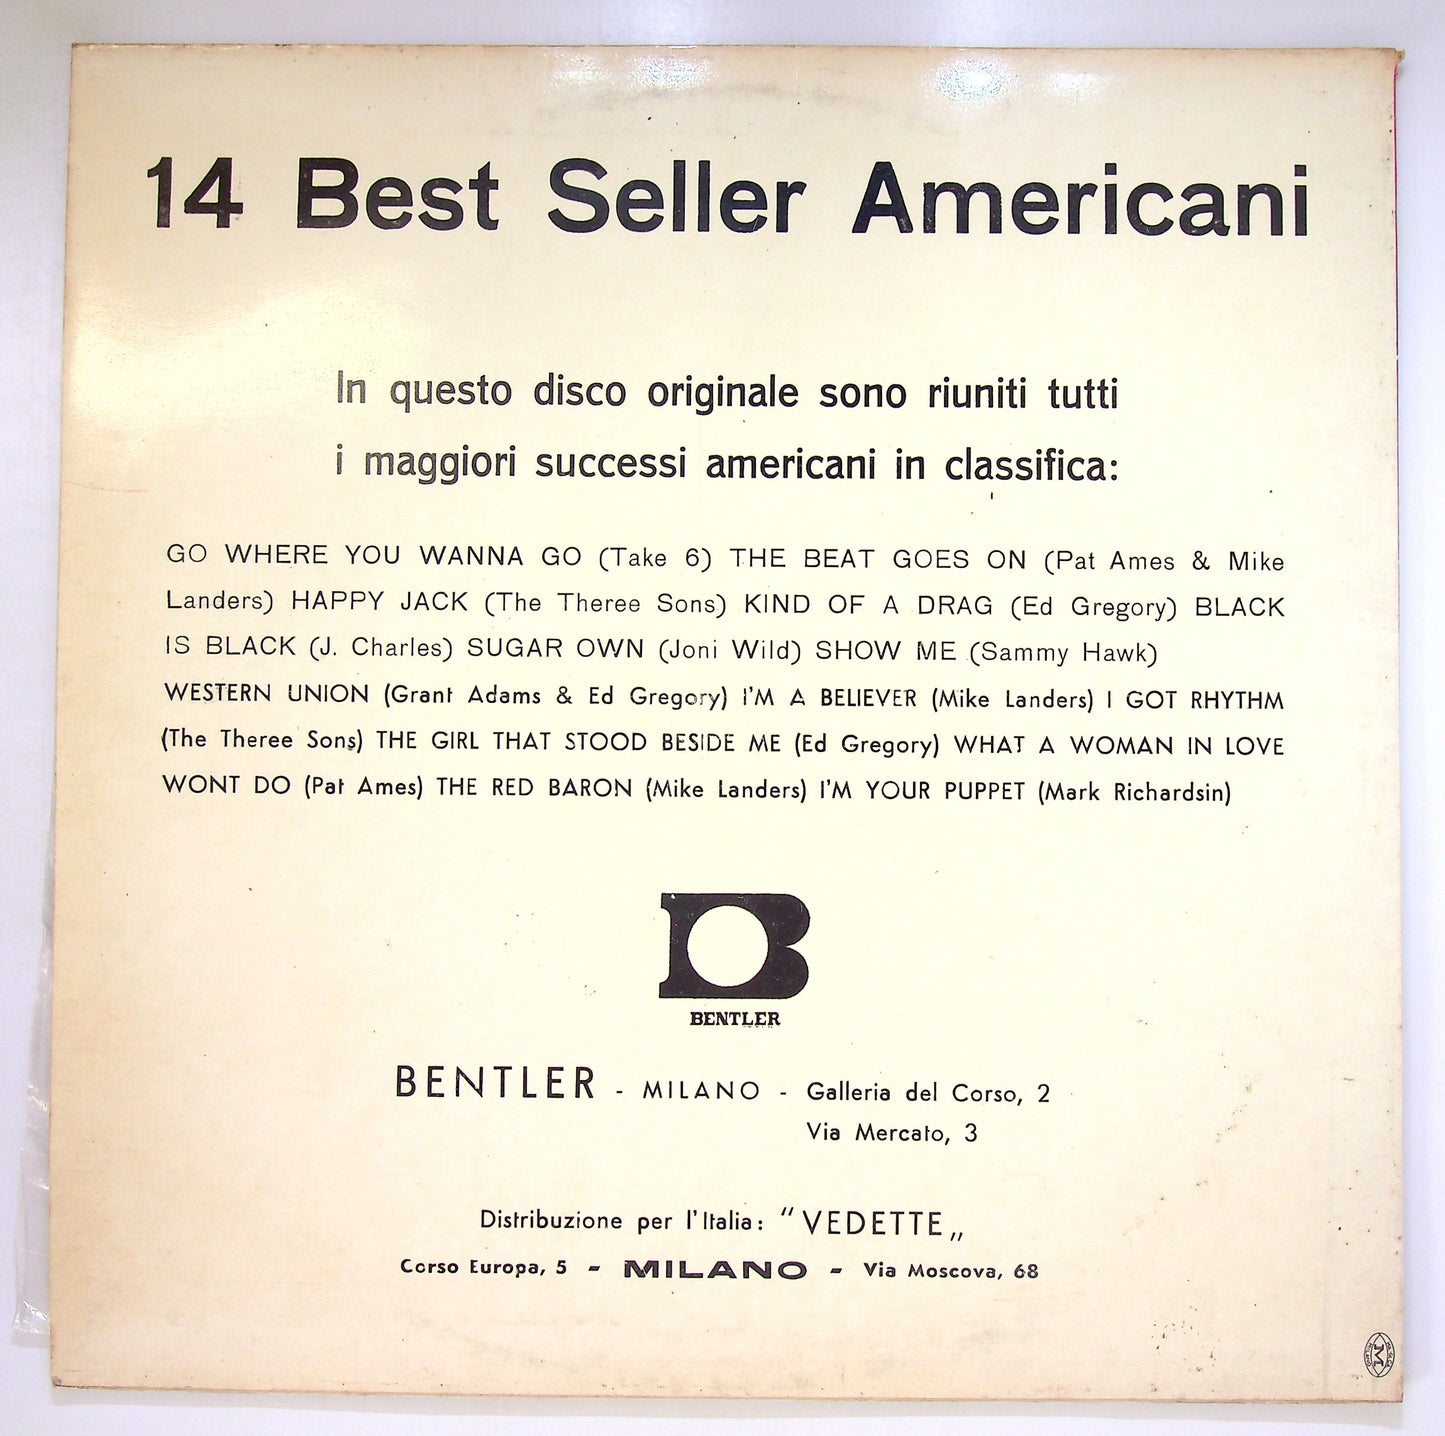 14 Best Seller Americani
In questo disco originale sono riuniti tutti
i maggiori successi americani in classifica:
GO WHERE YOU WANNA GO (Take 6) THE BEAT GOES ON (Pat Ames & Mike
Landers) HAPPY JACK (The Theree Sons) KIND OF A DRAG (Ed Gregory) BLACK
IS BLACK (J. Charles) SUGAR OWN (Joni Wild) SHOW ME (Sammy Hawk)
WESTERN UNION (Grant Adams & Ed Gregory) I'M A BELIEVER (Mike Landers) I GOT RHYTHM
(The Theree Sons) THE GIRL THAT STOOD BESIDE ME (Ed Gregory) WHAT A WOMAN IN LOVE
WONT DO (Pat Ames) THE RED BARON (Mike Landers) I'M YOUR PUPPET (Mark Richardsin)
B
BENTLER
BENTLER - MILANO - Galleria del Corso, 2
Via Mercato, 3
Distribuzione per l'Italia: "VEDETTE„
Corso Europa, 5 - MILANO - Via Moscova, 68
M